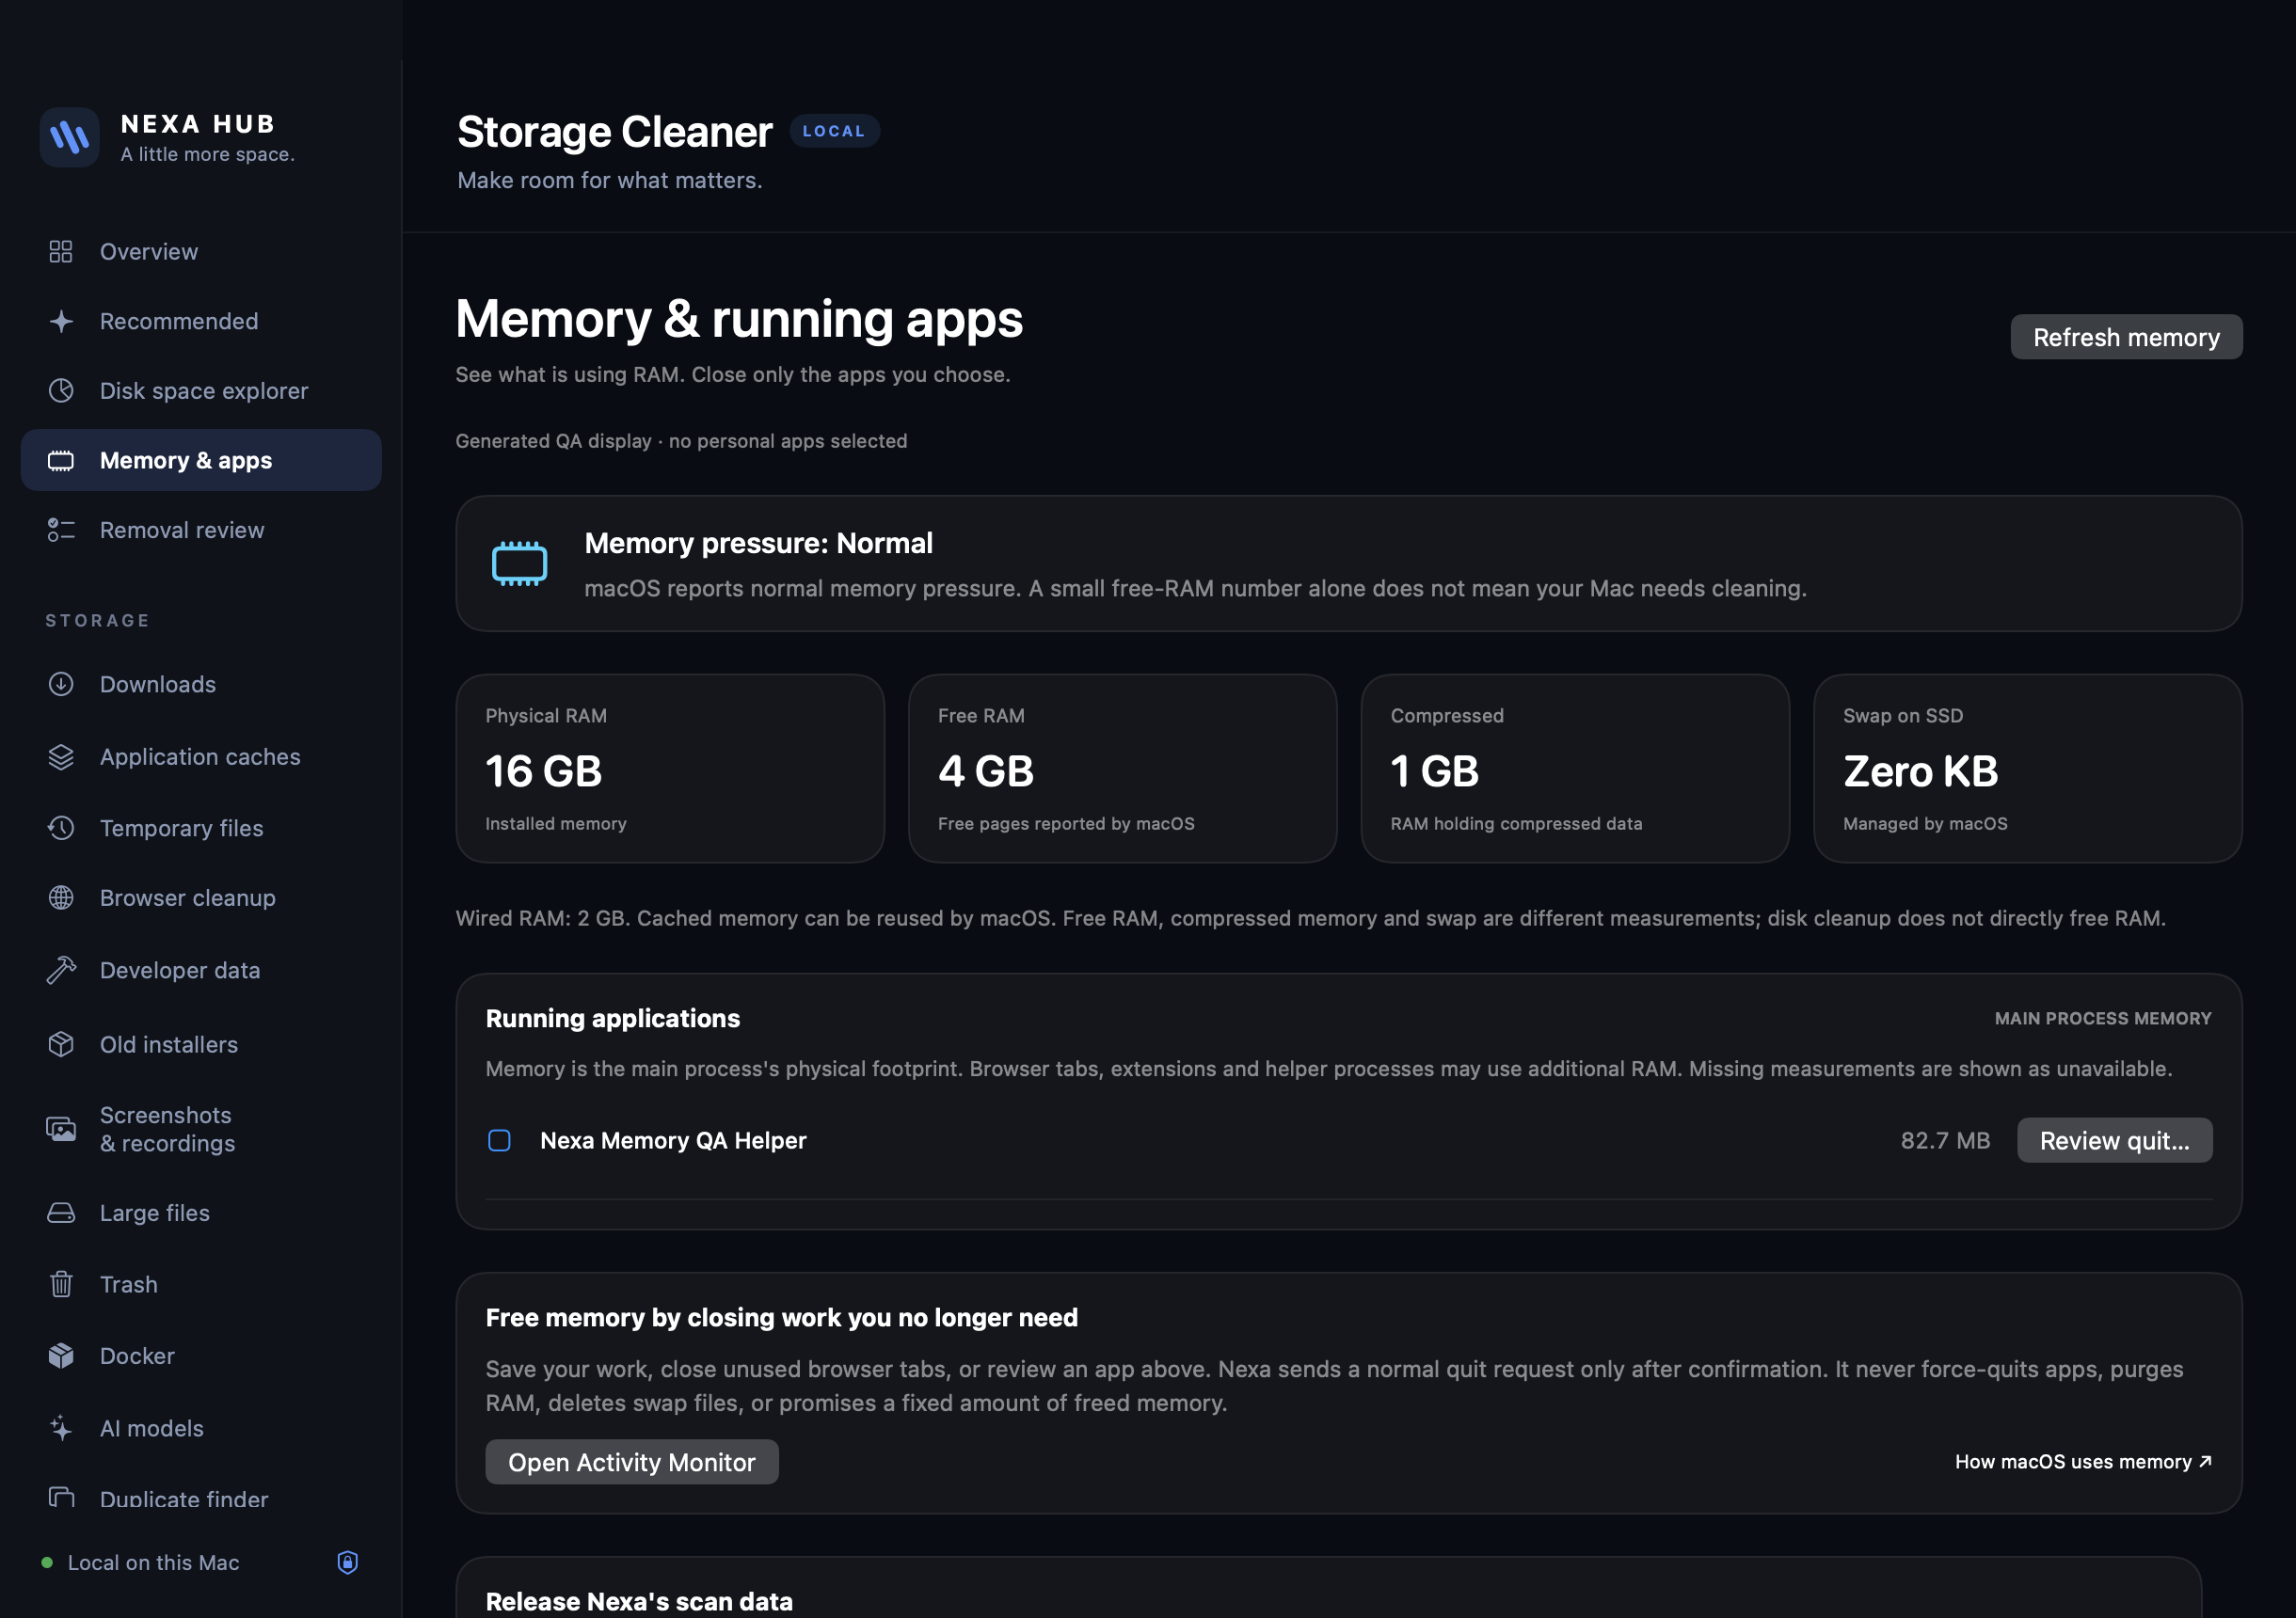 NEXA HUB
A little more space.
Overview
Recommended
Disk space explorer
Memory & apps
Removal review
STORAGE
Downloads
Application caches
Temporary files
Browser cleanup
Developer data
Old installers
Screenshots
& recordings
Large files
Trash
Docker
AI models
Duplicate finder
Local on this Mac
Storage Cleaner
LOCAL
Make room for what matters.
Memory & running apps
Refresh memory
See what is using RAM. Close only the apps you choose.
Generated QA display · no personal apps selected
Memory pressure: Normal
macOS reports normal memory pressure. A small free-RAM number alone does not mean your Mac needs cleaning.
Physical RAM
16 GB
Installed memory
Free RAM
4 GB
Free pages reported by macOS
Compressed
1 GB
RAM holding compressed data
Swap on SSD
Zero KB
Managed by macOS
Wired RAM: 2 GB. Cached memory can be reused by macOS. Free RAM, compressed memory and swap are different measurements; disk cleanup does not directly free RAM.
Running applications
MAIN PROCESS MEMORY
Memory is the main process's physical footprint. Browser tabs, extensions and helper processes may use additional RAM. Missing measurements are shown as unavailable.
Nexa Memory QA Helper
82.7 MB
Review quit...
Free memory by closing work you no longer need
Save your work, close unused browser tabs, or review an app above. Nexa sends a normal quit request only after confirmation. It never force-quits apps, purges
RAM, deletes swap files, or promises a fixed amount of freed memory.
Open Activity Monitor
How macOS uses memory ↗
Release Nexa's scan data